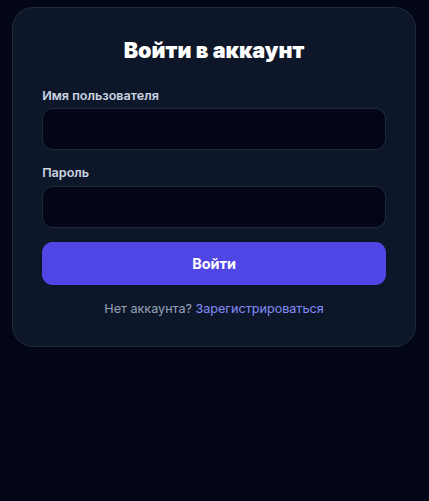 Войти в аккаунт
Имя пользователя
Пароль
Войти
Нет аккаунта? Зарегистрироваться